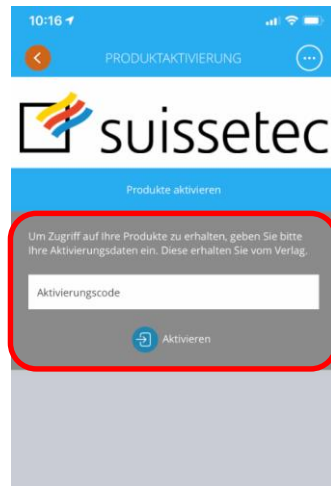 10:16
PRODUKTAKTIVIERUNG
suissetec
Produkte aktivieren
Um Zugriff auf Ihre Produkte zu erhalten, geben Sie bitte
Ihre Aktivierungsdaten ein. Diese erhalten Sie vom Verlag.
Aktivierungscode
Aktivieren